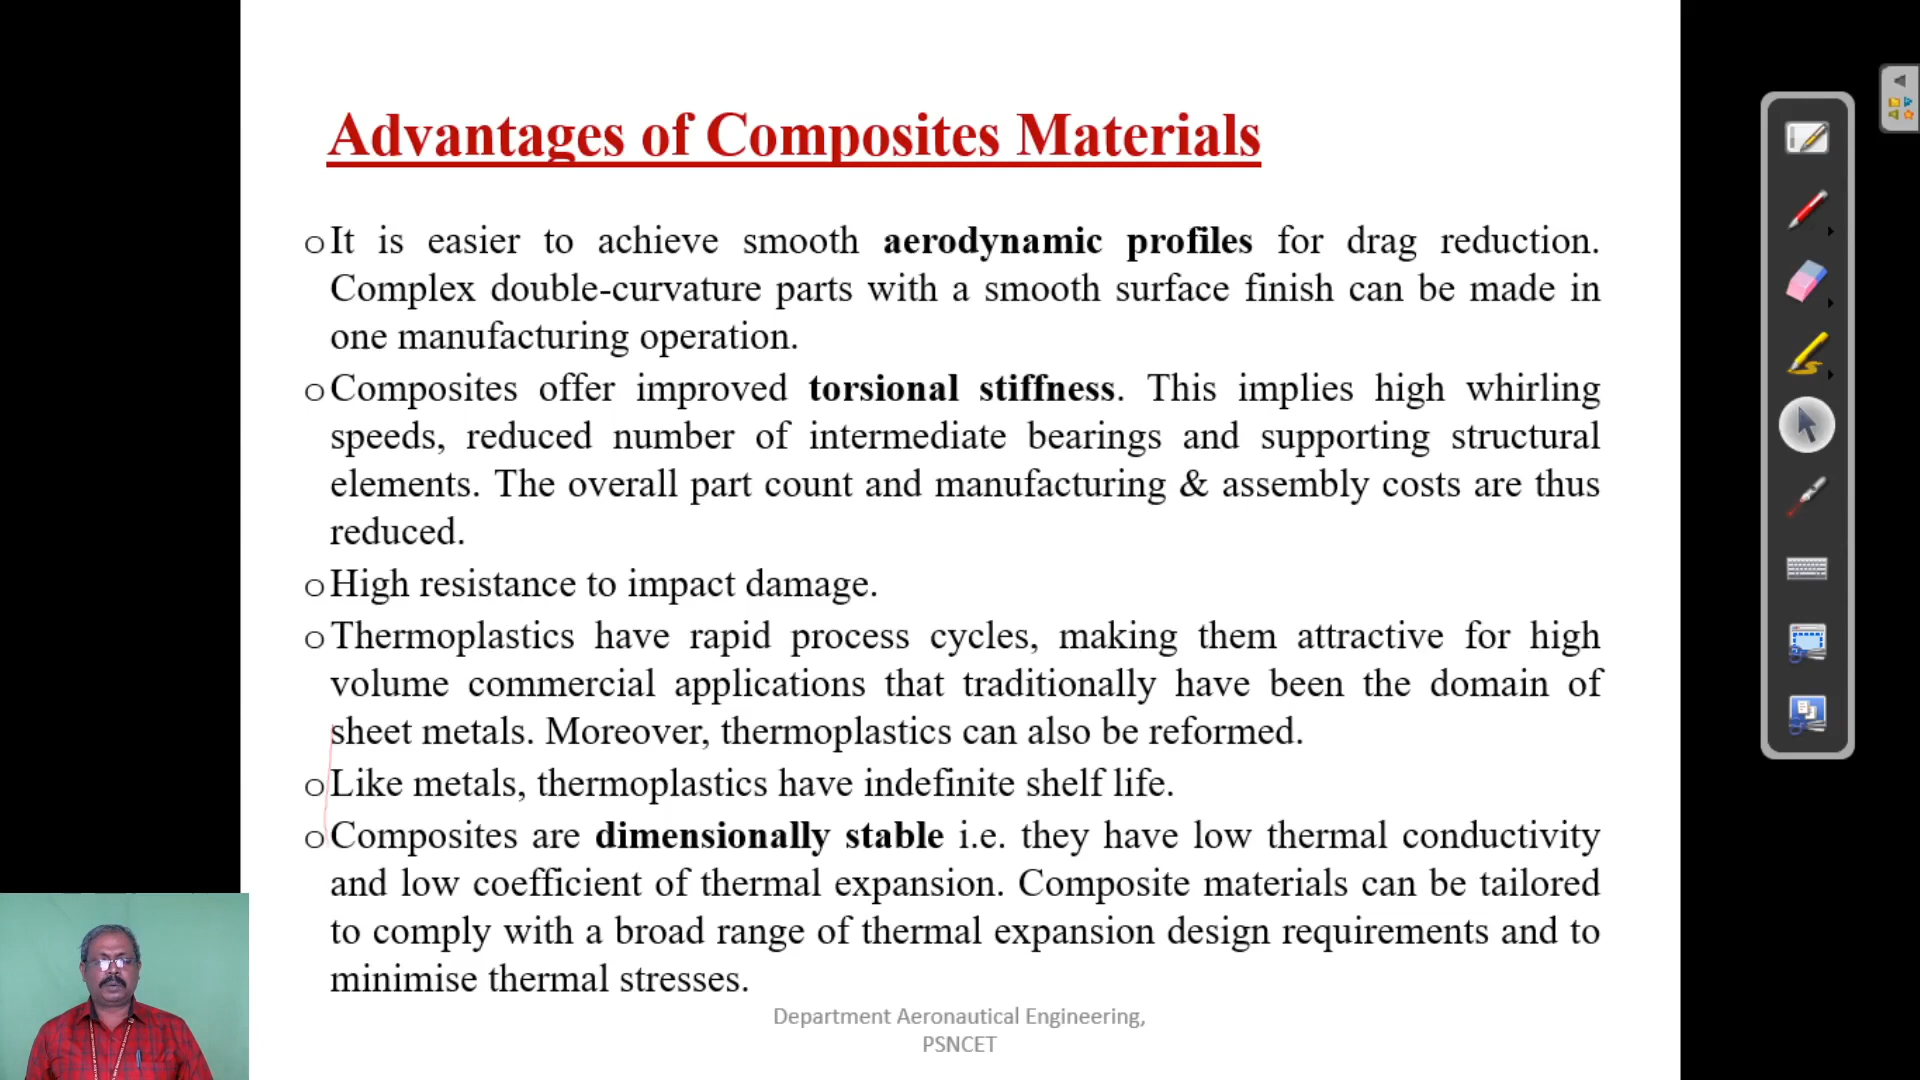 Advantages of Composites Materials
o It is easier to achieve smooth aerodynamic profiles for drag reduction.
Complex double-curvature parts with a smooth surface finish can be made in
one manufacturing operation.
o Composites offer improved torsional stiffness. This implies high whirling
speeds, reduced number of intermediate bearings and supporting structural
elements. The overall part count and manufacturing & assembly costs are thus
reduced.
o High resistance to impact damage.
o Thermoplastics have rapid process cycles, making them attractive for high
volume commercial applications that traditionally have been the domain of
sheet metals. Moreover, thermoplastics can also be reformed.
o Like metals, thermoplastics have indefinite shelf life.
o Composites are dimensionally stable i.e. they have low thermal conductivity
and low coefficient of thermal expansion. Composite materials can be tailored
to comply with a broad range of thermal expansion design requirements and to
minimise thermal stresses.
Department Aeronautical Engineering,
PSNCET